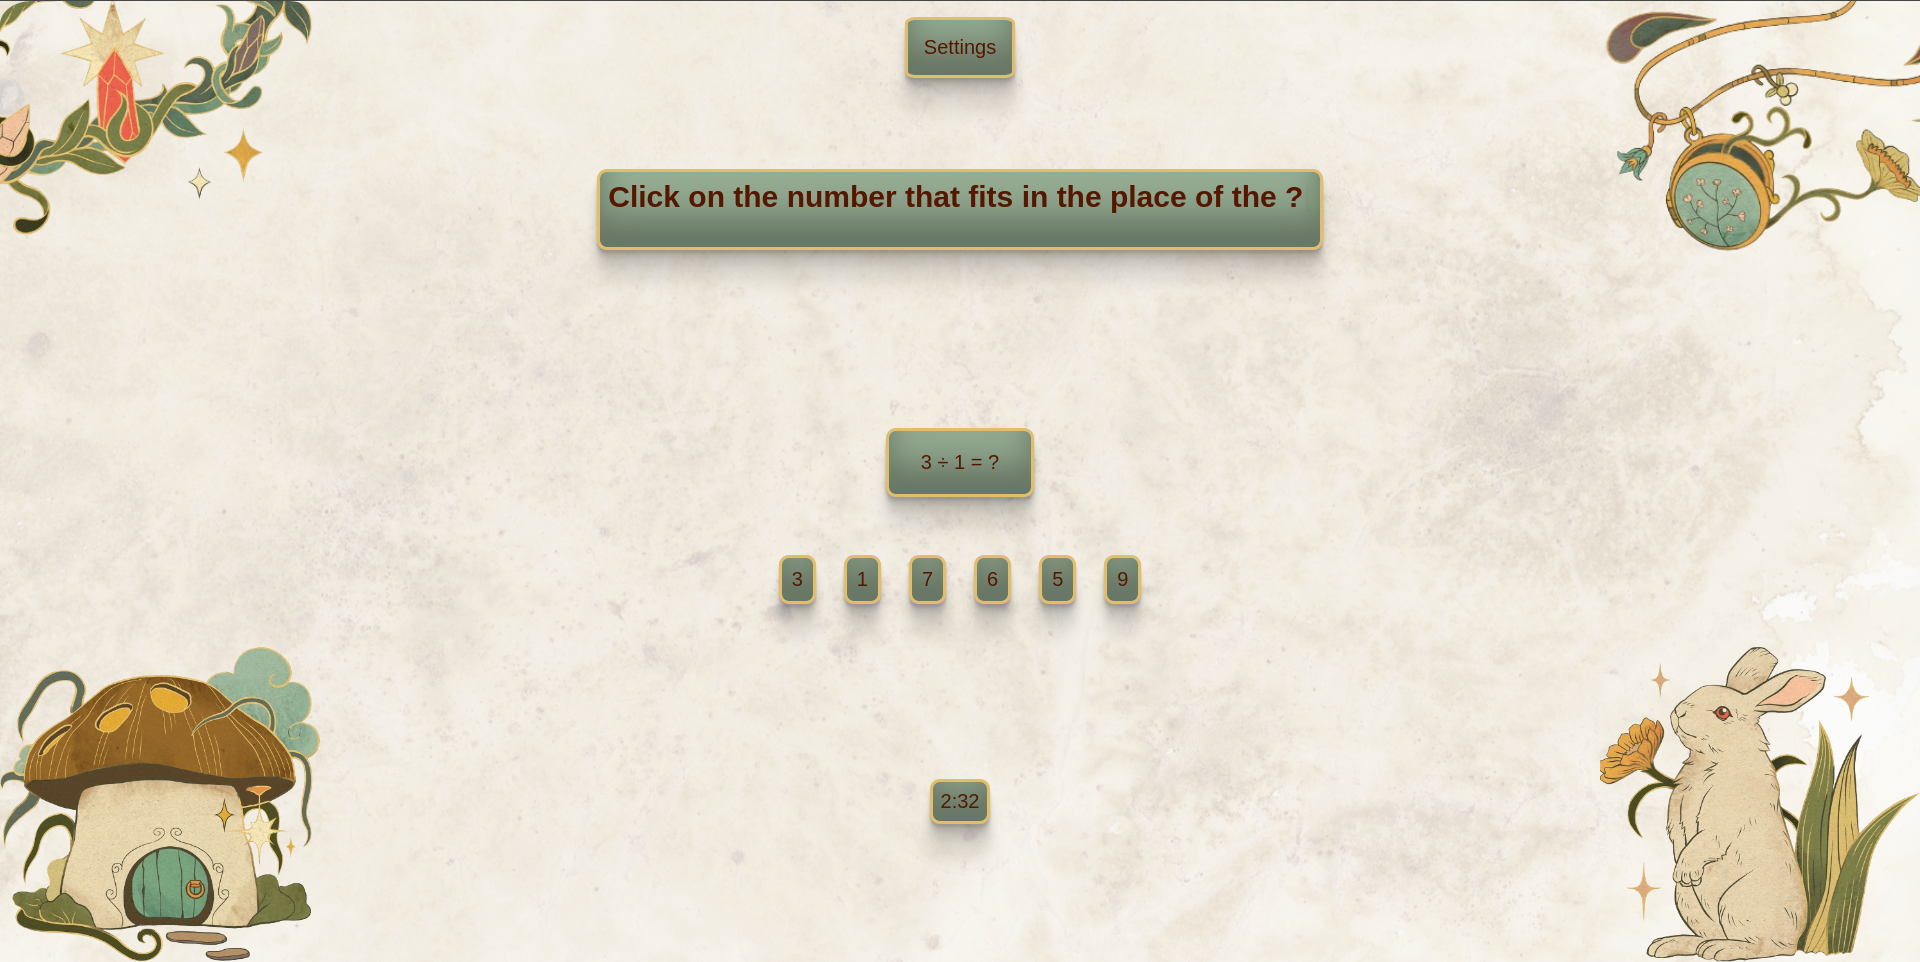 Settings
Click on the number that fits in the place of the ?
3 ÷ 1 = ?
3 1 7 6 5 9
2:32